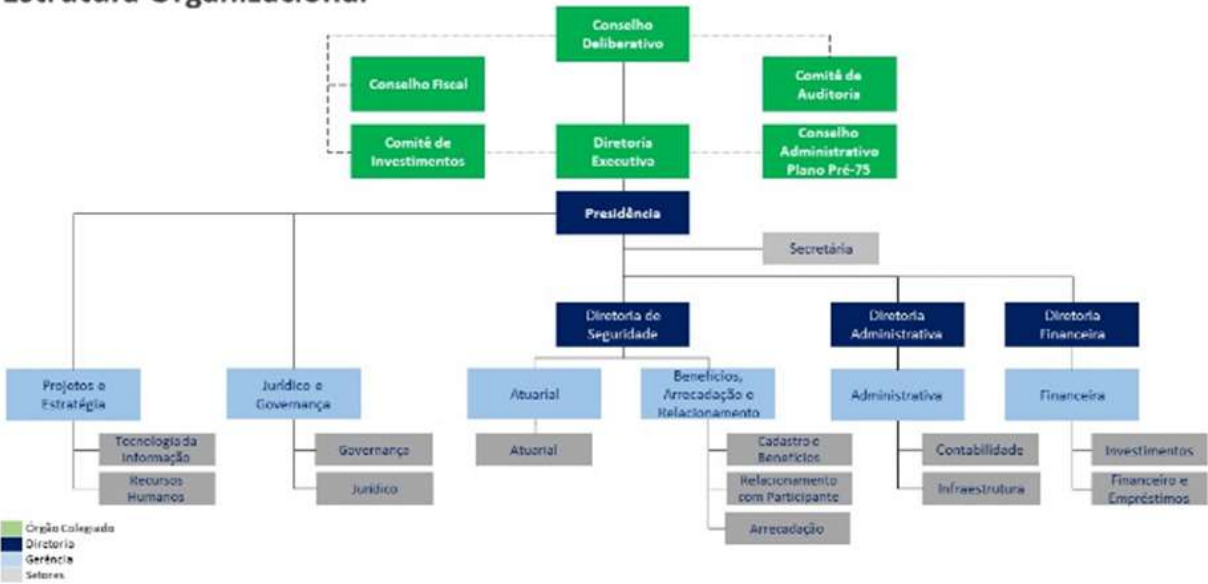 Estrutura Organizacional
Conselho
Deliberativo
Conselho Fiscal
Comitê de
Auditoria
Comitê de
Investimentos
Diretoria
Executiva
Conselho
Administrativo
Plano Pré-75
Presidência
Secretária
Diretoria de
Seguridade
Diretoria
Administrativa
Diretoria
Financeira
Projetos e
Estratégia
Jurídico e
Governança
Atuarial
Benefícios,
Arrecadação e
Relacionamento
Administrativa
Financeira
Tecnologia da
Informação
Recursos
Humanos
Governança
Jurídico
Atuarial
Cadastro e
Benefícios
Relacionamento
com Participante
Arrecadação
Contabilidade
Infraestrutura
Investimentos
Financeiro e
Empréstimos
Órgão Colegiado
Diretoria
Gerência
Setores